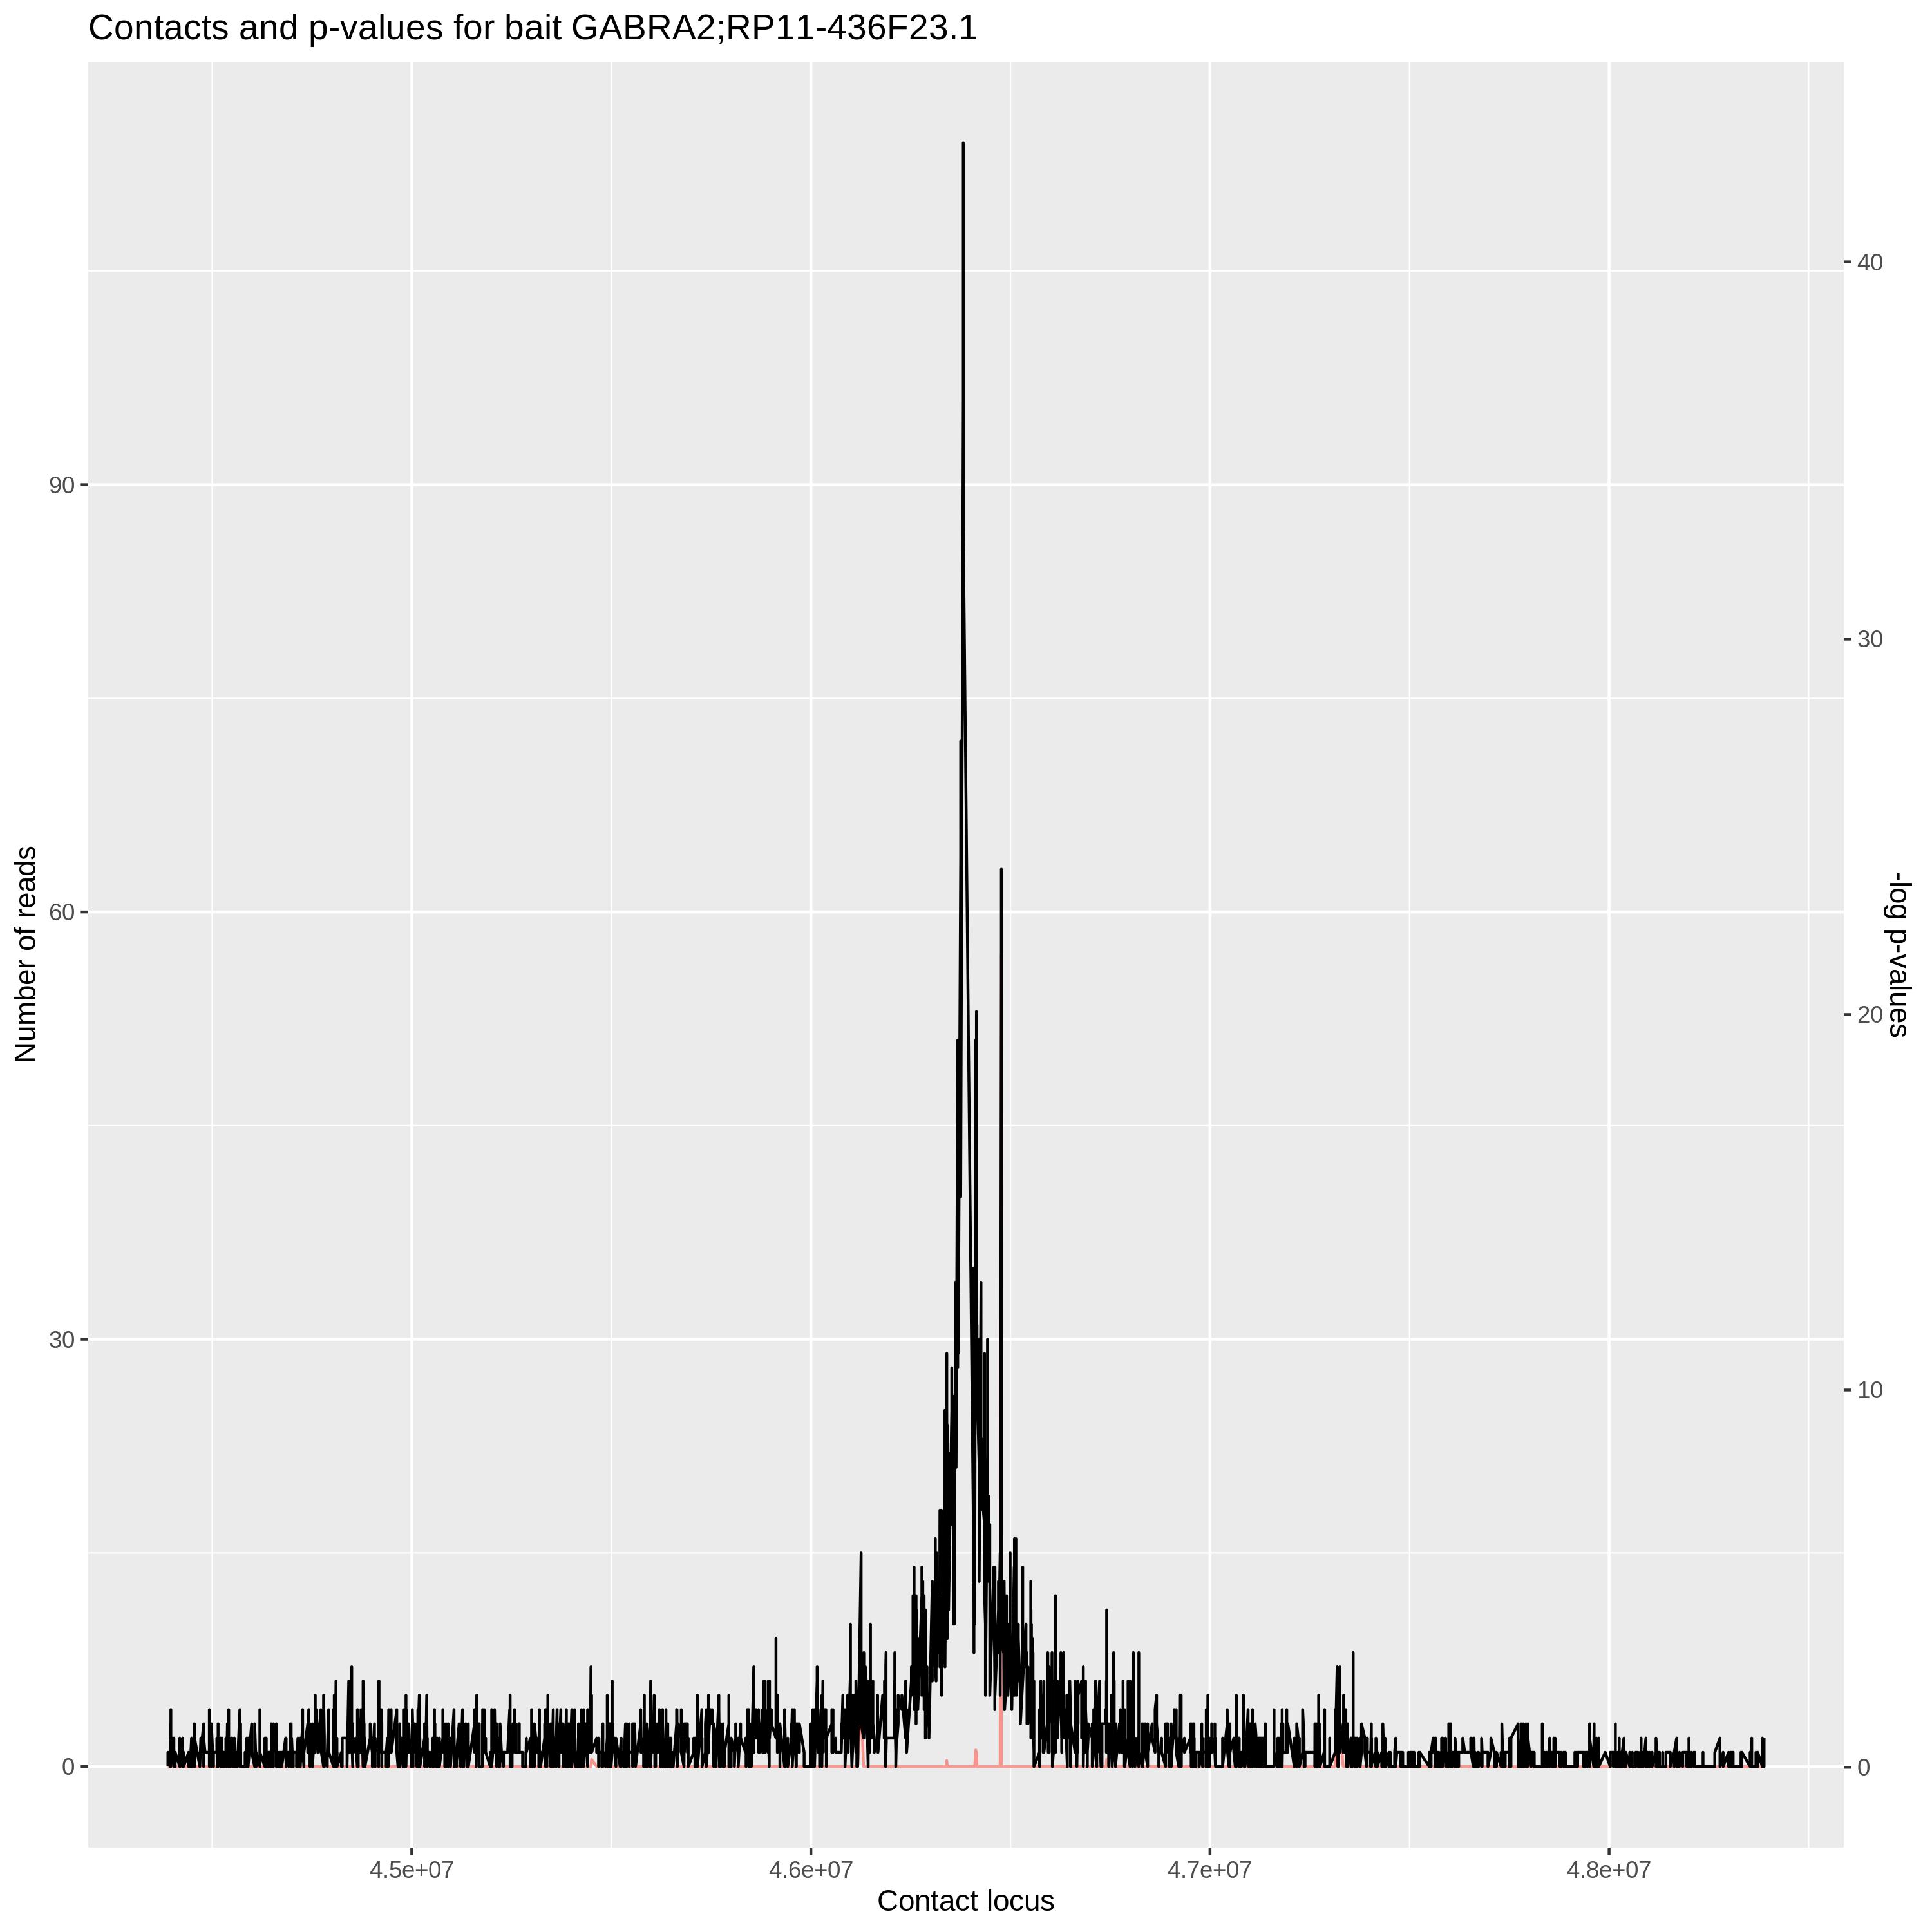 Contacts and p-values for bait GABRA2;RP11-436F23.1
Number of reads
90
60
30
0
40
30
20
10
0
-log p-values
4.5e+07 4.6e+07 4.7e+07 4.8e+07
Contact locus